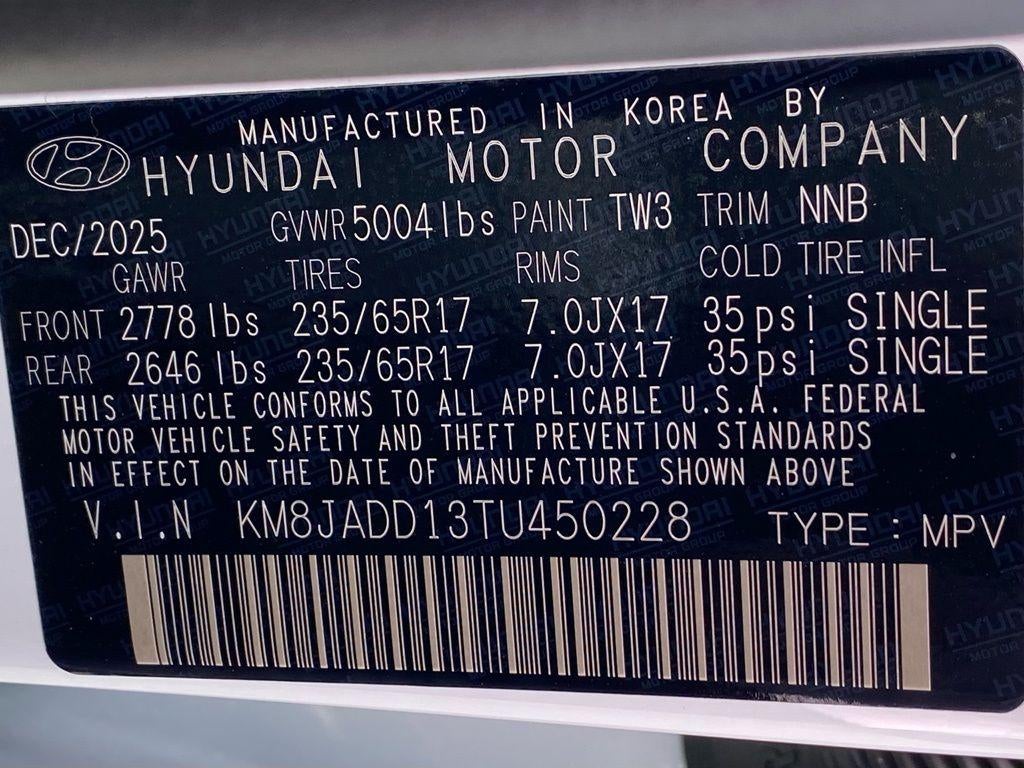 MANUFACTURED IN KOREA BY
HYUNDAI MOTOR COMPANY
DEC/2025 GVWR 5004lbs PAINT TW3 TRIM NNB
GAWR TIRES RIMS COLD TIRE INFL
FRONT 2778 lbs 235/65R17 7.0JX17 35psi SINGLE
REAR 2646 lbs 235/65R17 7.0JX17 35psi SINGLE
THIS VEHICLE CONFORMS TO ALL APPLICABLE U.S.A. FEDERAL
MOTOR VEHICLE SAFETY AND THEFT PREVENTION STANDARDS
IN EFFECT ON THE DATE OF MANUFACTURE SHOWN ABOVE
V.I.N KM8JADD13TU450228 TYPE : MPV